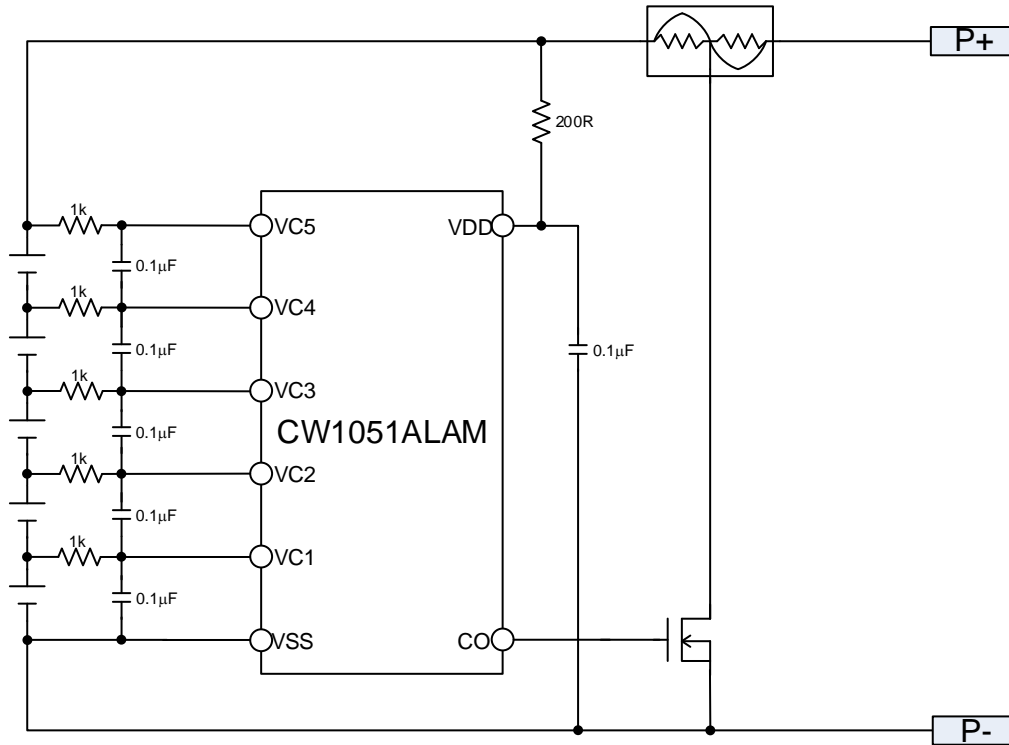 P+
200R
1k
VC5
VDD
0.1μF
1k
VC4
0.1μF
0.1μF
1k
VC3
CW1051ALAM
0.1μF
1k
VC2
0.1μF
1k
VC1
0.1μF
VSS
CO
P-